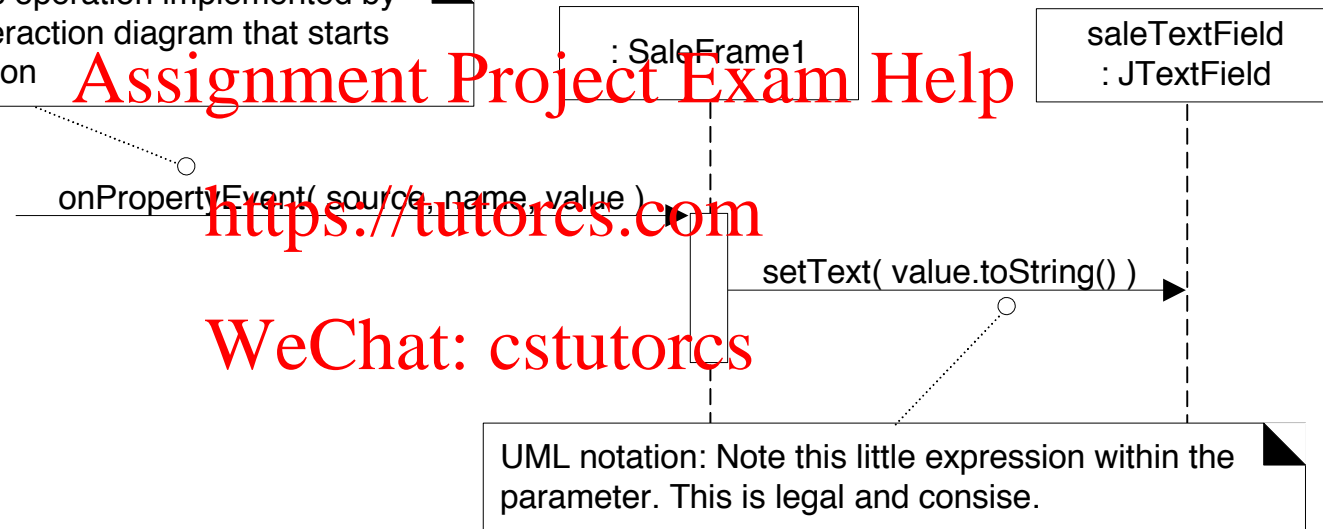 operation implemented by
eraction diagram that starts
on
: SaleFrame1
saleTextField
: JTextField
Assignment Project Exam Help
onPropertyEvent( source, name, value )
https://tutorcs.com
setText( value.toString() )
WeChat: cstutorcs
UML notation: Note this little expression within the
parameter. This is legal and consise.